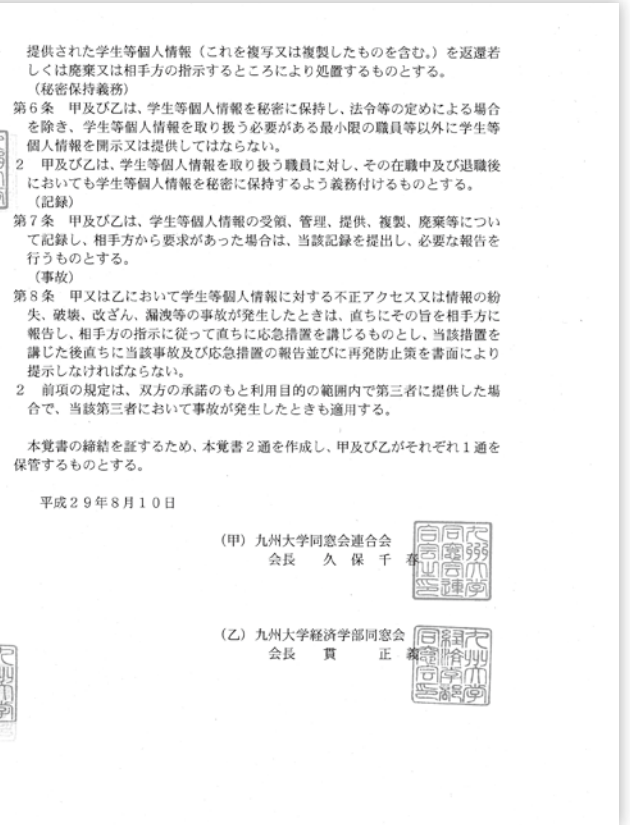 提供された学生等個人情報（これを複写又は複製したものを含む。）を返還若
しくは廃棄又は相手方の指示するところにより処置するものとする。
（秘密保持義務）
第６条　甲及び乙は、学生等個人情報を秘密に保持し、法令等の定めによる場合
を除き、学生等個人情報を取り扱う必要がある最小限の職員等以外に学生等
個人情報を開示又は提供してはならない。
２　甲及び乙は、学生等個人情報を取り扱う職員に対し、その在職中及び退職後
においても学生等個人情報を秘密に保持するよう義務付けるものとする。
（記録）
第７条　甲及び乙は、学生等個人情報の受領、管理、提供、複製、廃棄等につい
て記録し、相手方から要求があった場合は、当該記録を提出し、必要な報告を
行うものとする。
（事故）
第８条　甲又は乙において学生等個人情報に対する不正アクセス又は情報の紛
失、破壊、改ざん、漏洩等の事故が発生したときは、直ちにその旨を相手方に
報告し、相手方の指示に従って直ちに応急措置を講じるものとし、当該措置を
講じた後直ちに当該事故及び応急措置の報告並びに再発防止策を書面により
提示しなければならない。
２　前項の規定は、双方の承諾のもと利用目的の範囲内で第三者に提供した場
合で、当該第三者において事故が発生したときも適用する。
本覚書の締結を証するため、本覚書２通を作成し、甲及び乙がそれぞれ１通を
保管するものとする。
平成２９年８月１０日
（甲）九州大学同窓会連合会
会長　久　保　千　春
（乙）九州大学経済学部同窓会
会長　貫　正　義